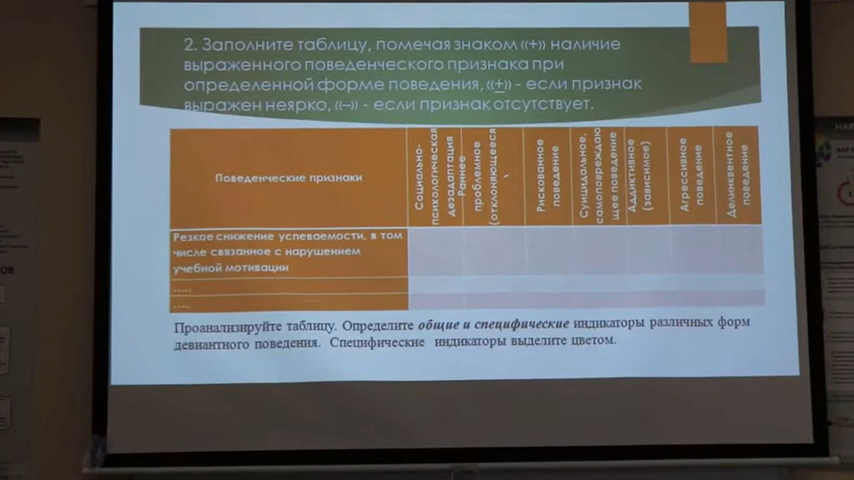 2. Заполните таблицу, помечая знаком «+» наличие
выраженного поведенческого признака при
определенной форме поведения, «+» - если признак
выражен неярко, «–» - если признак отсутствует.
Поведенческие признаки
Социально-
психологическая
дезадаптация
Раннее
проблемное
(отклоняющееся
Рискованное
поведение
Суицидальное,
самоповреждаю
щее поведение
Аддиктивное
(зависимое)
Агрессивное
поведение
Делинквентное
поведение
Резкое снижение успеваемости, в том
числе связанное с нарушением
учебной мотивации
.....
.....
Проанализируйте таблицу. Определите общие и специфические индикаторы различных форм
девиантного поведения. Специфические индикаторы выделите цветом.